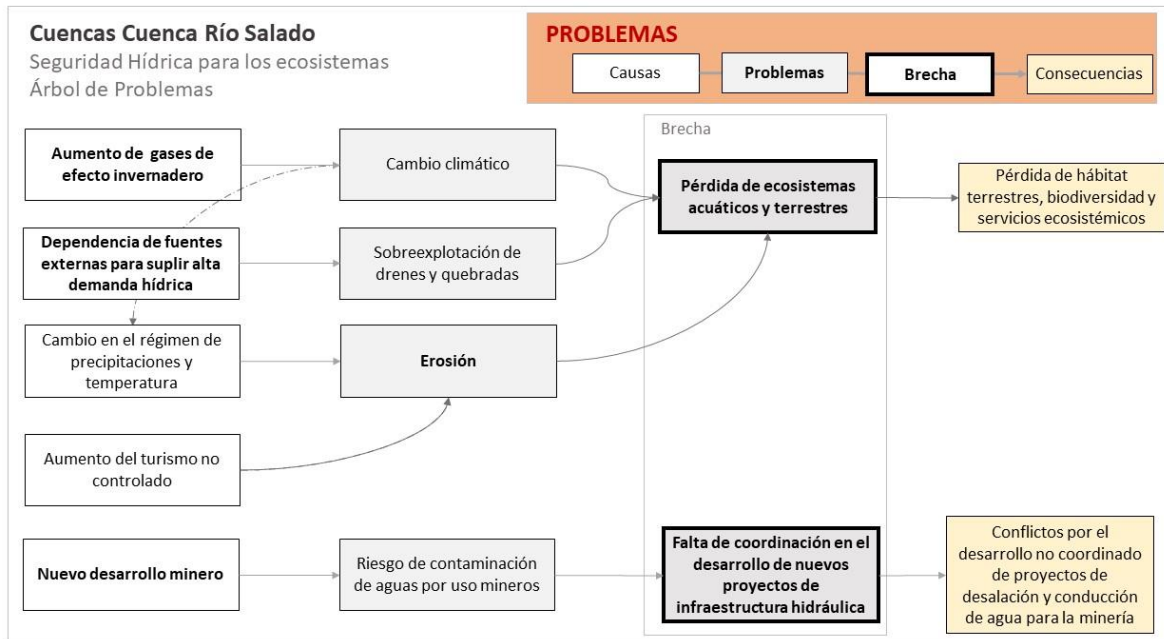 Cuencas Cuenca Río Salado
Seguridad Hídrica para los ecosistemas
Árbol de Problemas
PROBLEMAS
Causas
Problemas
Brecha
Consecuencias
Brecha
Aumento de gases de
efecto invernadero
Cambio climático
Pérdida de ecosistemas
acuáticos y terrestres
Pérdida de hábitat
terrestres, biodiversidad y
servicios ecosistémicos
Dependencia de fuentes
externas para suplir alta
demanda hídrica
Sobreexplotación de
drenes y quebradas
Cambio en el régimen de
precipitaciones y
temperatura
Erosión
Aumento del turismo no
controlado
Nuevo desarrollo minero
Riesgo de contaminación
de aguas por uso mineros
Falta de coordinación en el
desarrollo de nuevos
proyectos de
infraestructura hidráulica
Conflictos por el
desarrollo no coordinado
de proyectos de
desalación y conducción
de agua para la minería